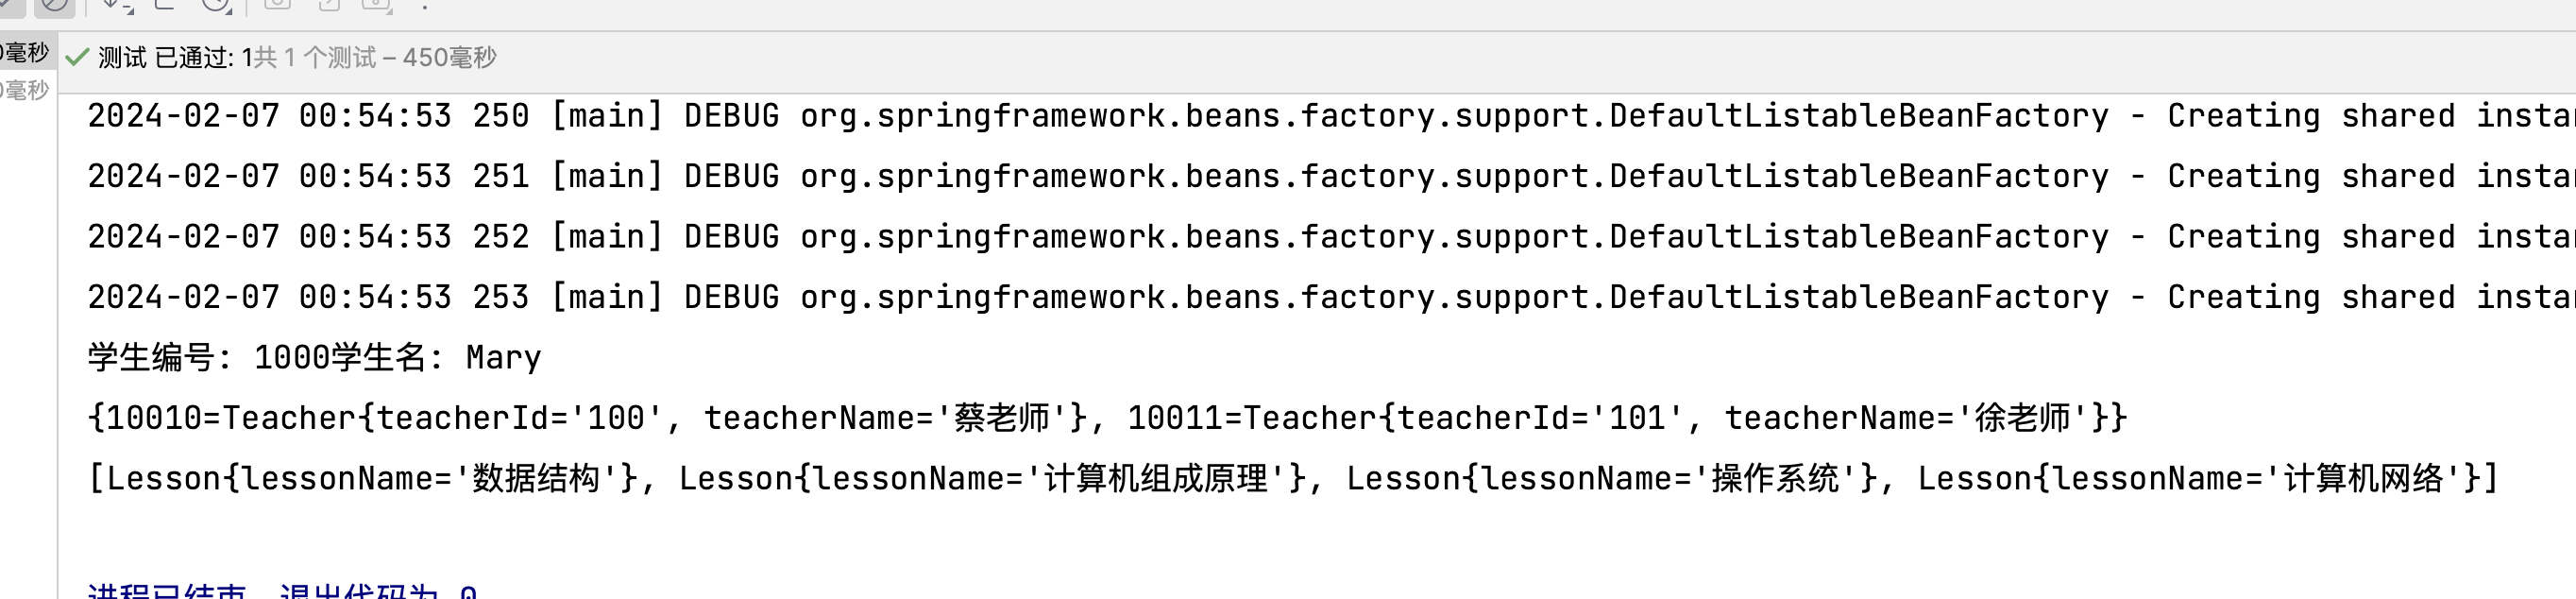 毫秒
测试 已通过: 1共 1 个测试 – 450毫秒
毫秒
2024-02-07 00:54:53 250 [main] DEBUG org.springframework.beans.factory.support.DefaultListableBeanFactory - Creating shared
2024-02-07 00:54:53 251 [main] DEBUG org.springframework.beans.factory.support.DefaultListableBeanFactory - Creating shared
2024-02-07 00:54:53 252 [main] DEBUG org.springframework.beans.factory.support.DefaultListableBeanFactory - Creating shared
2024-02-07 00:54:53 253 [main] DEBUG org.springframework.beans.factory.support.DefaultListableBeanFactory - Creating shared
学生编号: 1000学生名: Mary
{10010=Teacher{teacherId='100', teacherName='蔡老师'}, 10011=Teacher{teacherId='101', teacherName='徐老师'}}
[Lesson{lessonName='数据结构'}, Lesson{lessonName='计算机组成原理'}, Lesson{lessonName='操作系统'}, Lesson{lessonName='计算机网络'}]
进程已结束，退出代码为 0